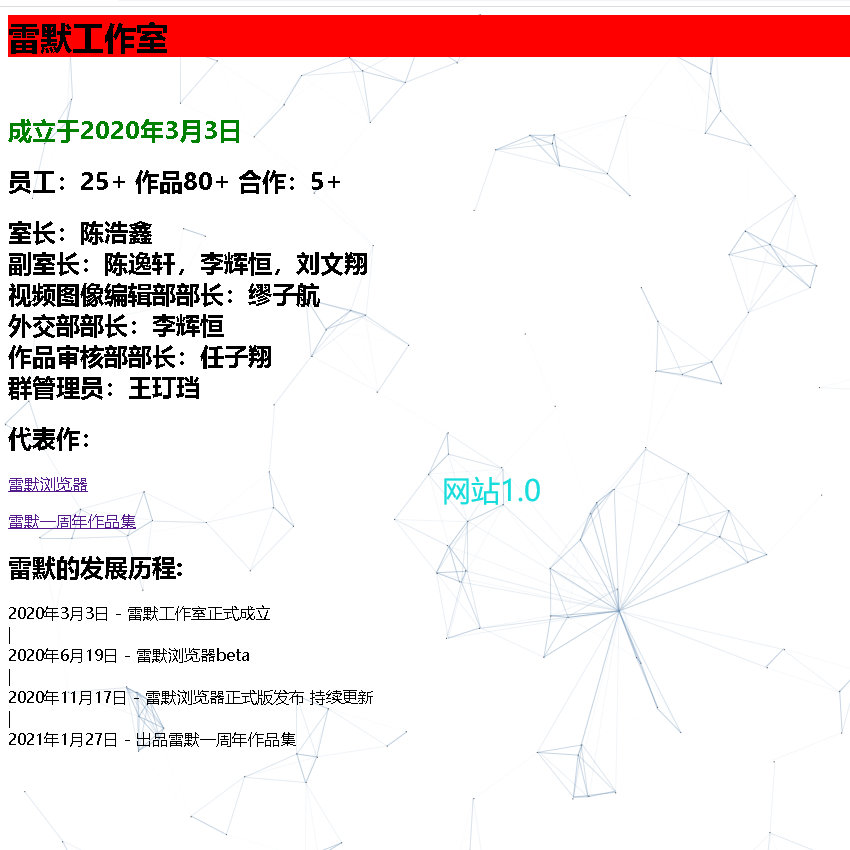 雷默工作室
成立于2020年3月3日
员工：25+ 作品80+ 合作：5+
室长：陈浩鑫
副室长：陈逸轩，李辉恒，刘文翔
视频图像编辑部部长：缪子航
外交部部长：李辉恒
作品审核部部长：任子翔
群管理员：王玎珰
代表作：
雷默浏览器
网站1.0
雷默一周年作品集
雷默的发展历程:
2020年3月3日 - 雷默工作室正式成立
|
2020年6月19日 - 雷默浏览器beta
|
2020年11月17日 - 雷默浏览器正式版发布 持续更新
|
2021年1月27日 - 出品雷默一周年作品集